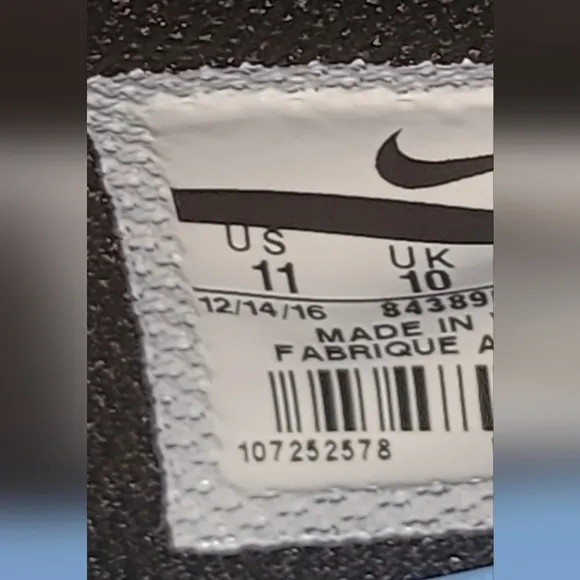 US UK
11 10
12/14/16 84389
MADE IN
FABRIQUE A
107252578